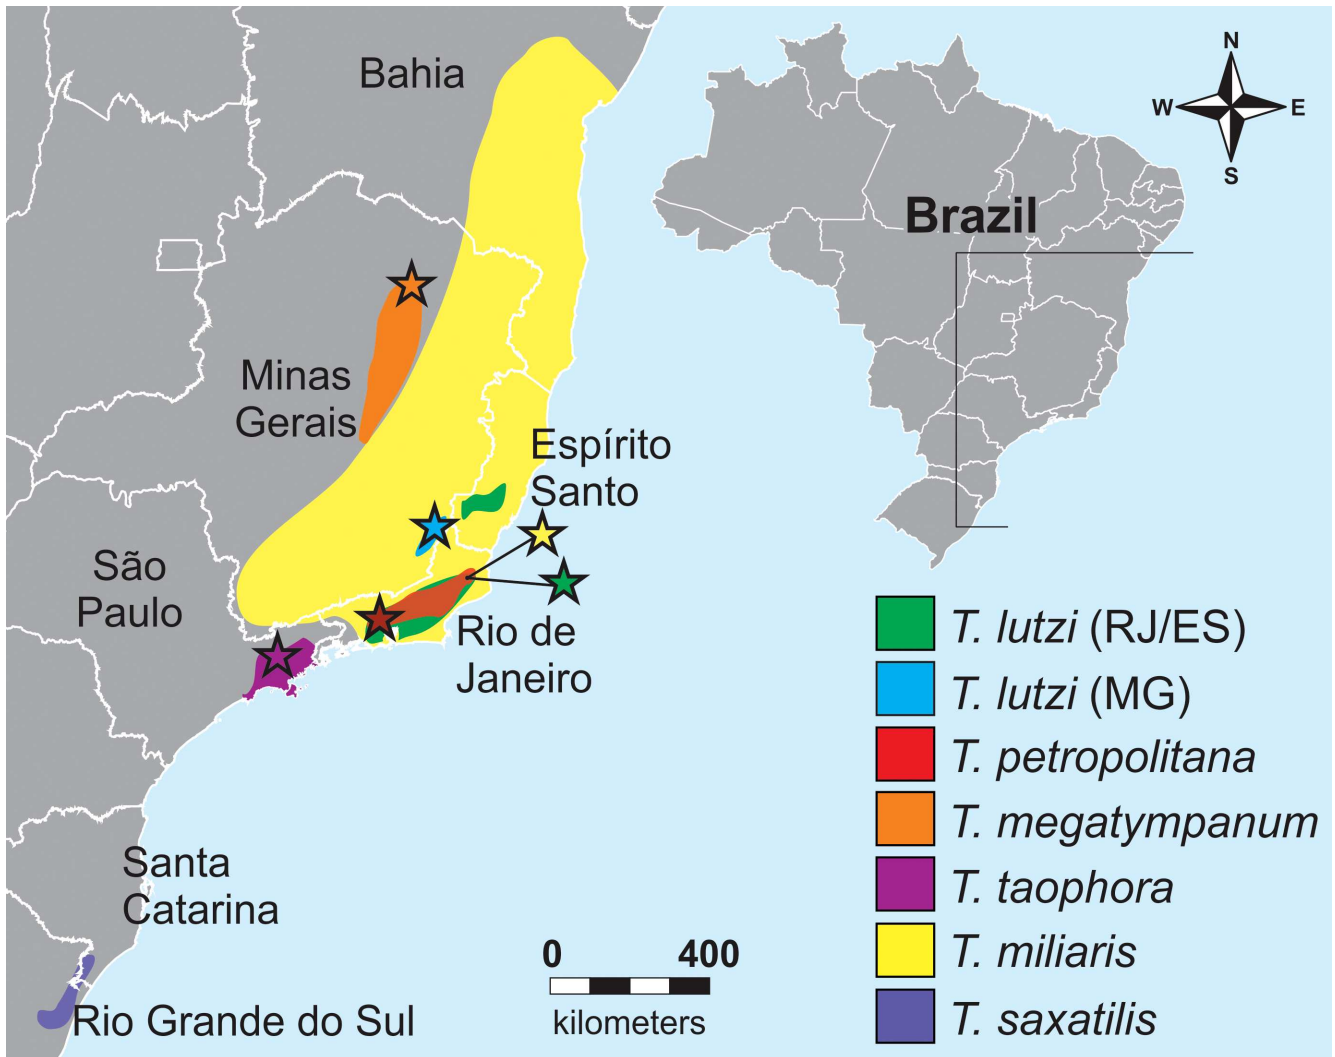 Bahia
N
W
E
S
Brazil
Minas
Gerais
Espírito
Santo
São
Paulo
Rio de
Janeiro
T. lutzi (RJ/ES)
T. lutzi (MG)
T. petropolitana
T. megatympanum
T. taophora
T. miliaris
T. saxatilis
Santa
Catarina
0 400
kilometers
Rio Grande do Sul